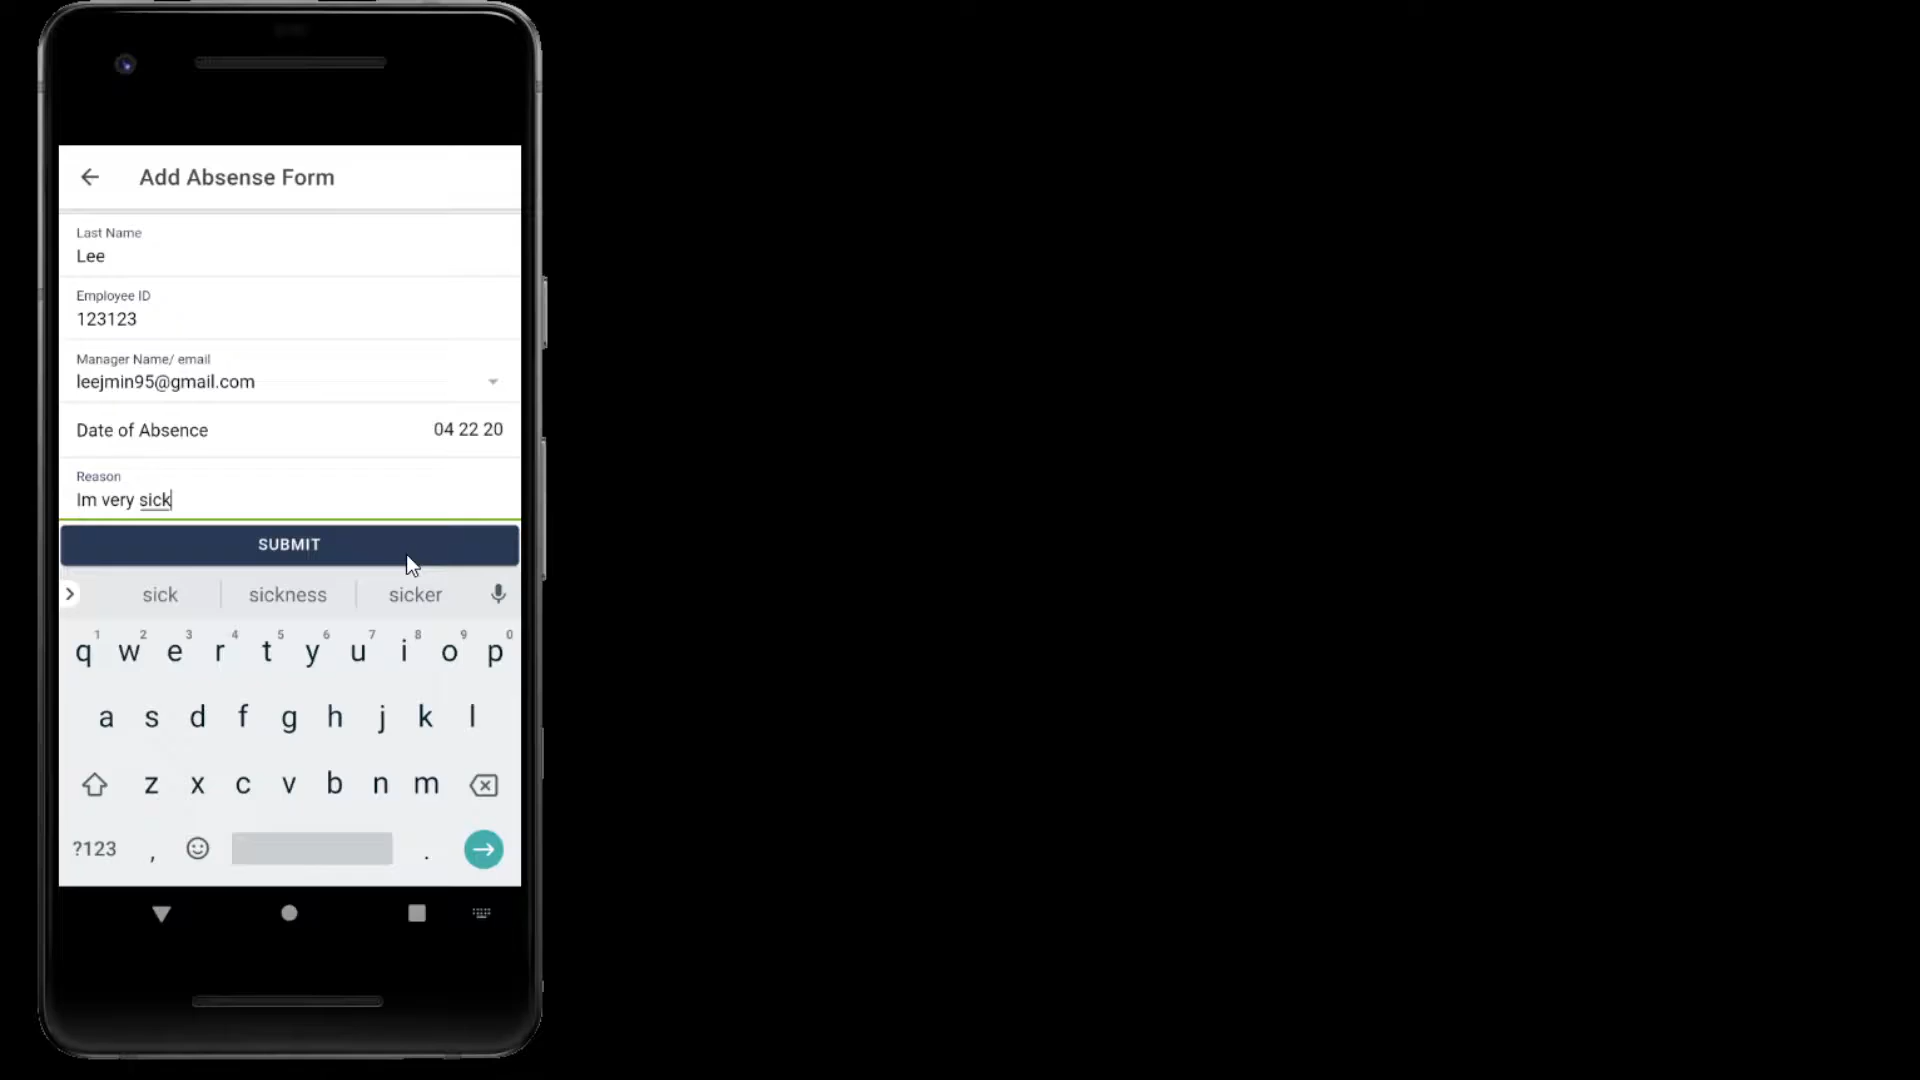 Add Absense Form
Last Name
Lee
Employee ID
123123
Manager Name/ email
leejmin95@gmail.com
Date of Absence 04 22 20
Reason
Im very sick
SUBMIT
sick sickness sicker
1 2 3 4 5 6 7 8 9 0
q w e r t y u i o p
a s d f g h j k l
z x c v b n m
?123 , .